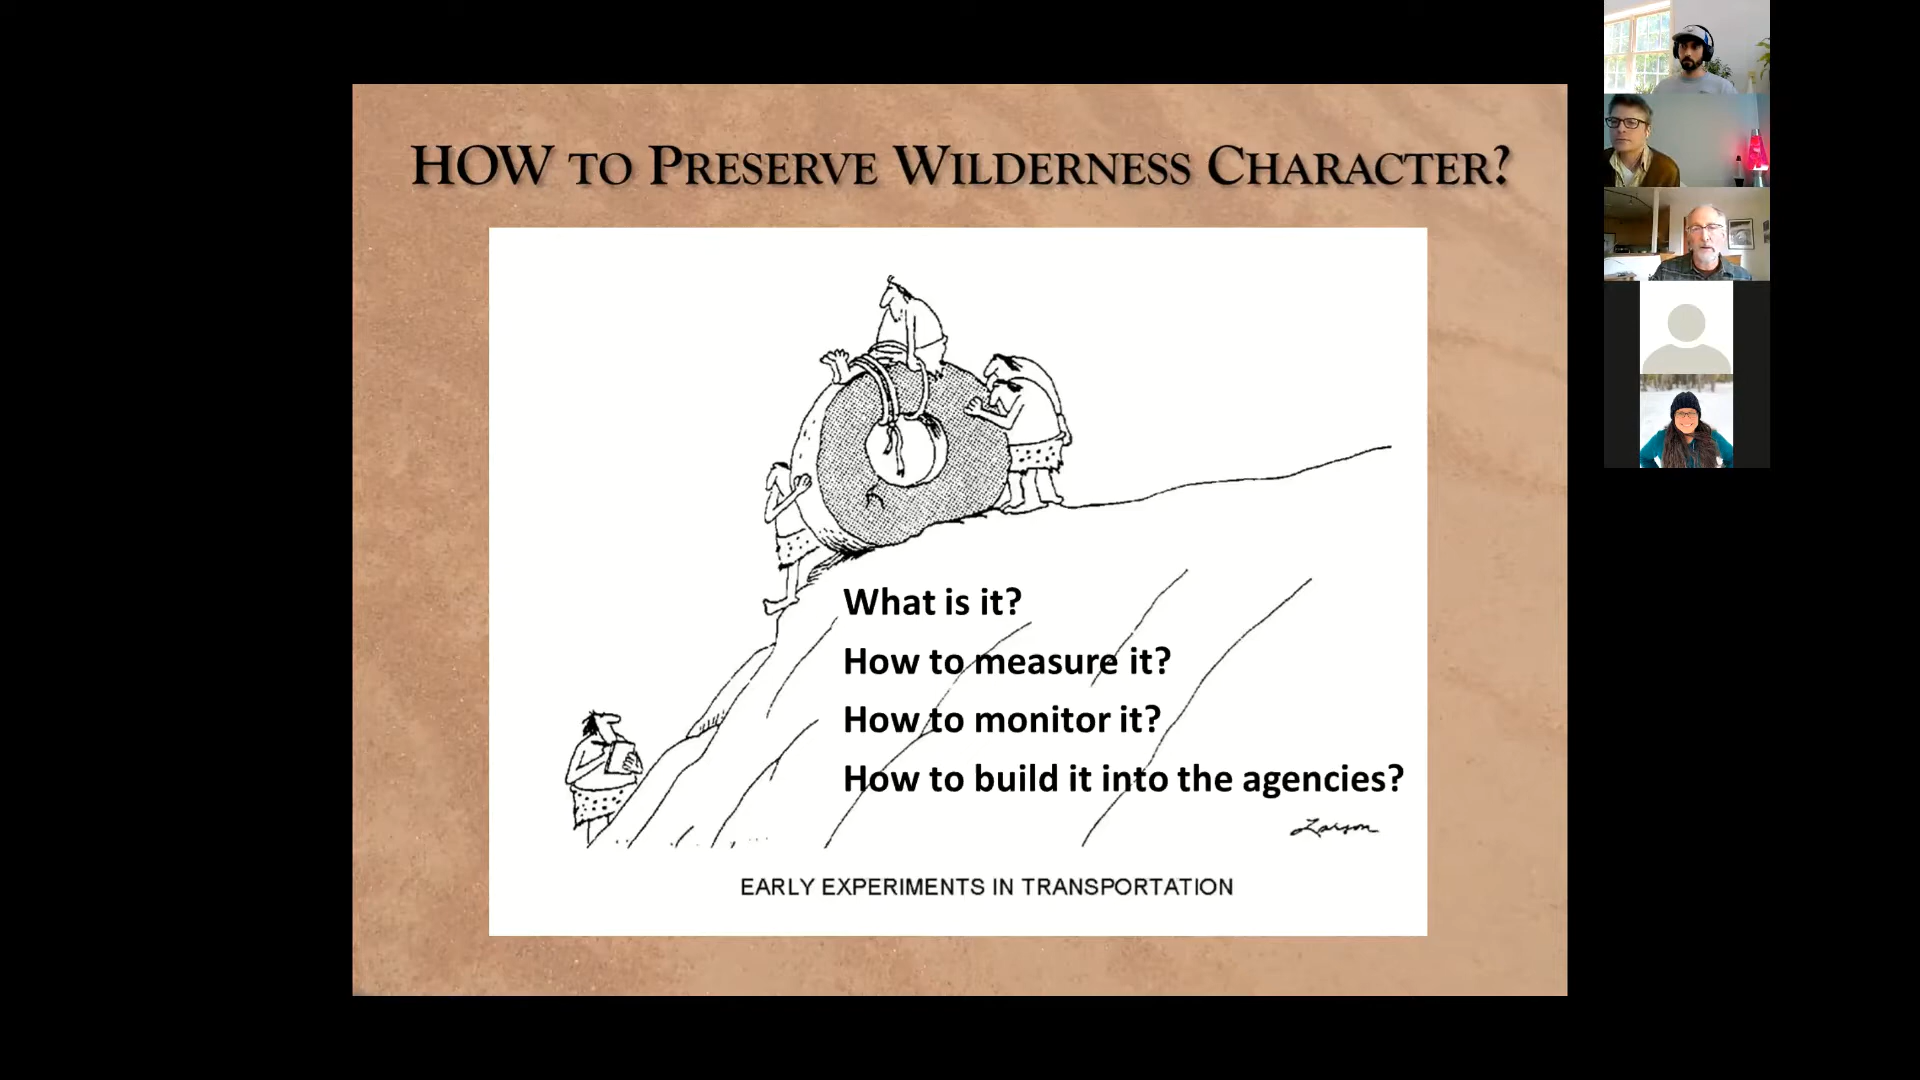 HOW TO PRESERVE WILDERNESS CHARACTER?
What is it?
How to measure it?
How to monitor it?
How to build it into the agencies?
Larson
EARLY EXPERIMENTS IN TRANSPORTATION